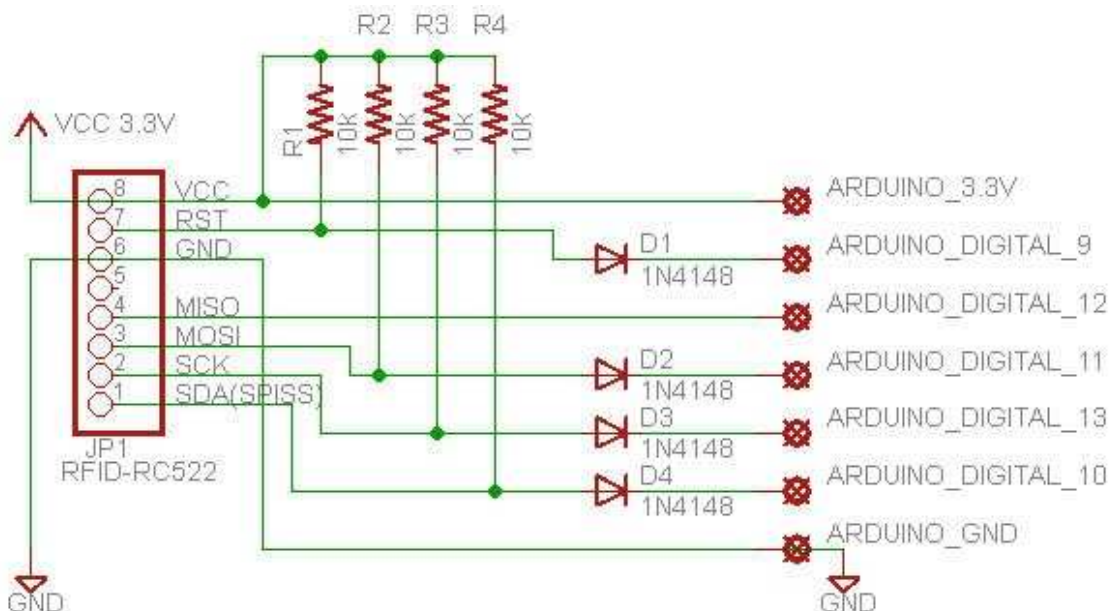 R2 R3 R4
VCC 3.3V
R1
10k
10k
10k
10k
8 VCC
7 RST
6 GND
5
4 MISO
3 MOSI
2 SCK
1 SDA(SPISS)
JP1
RFID-RC522
ARDUINO_3.3V
D1
1N4148
ARDUINO_DIGITAL_9
ARDUINO_DIGITAL_12
D2
1N4148
ARDUINO_DIGITAL_11
D3
1N4148
ARDUINO_DIGITAL_13
D4
1N4148
ARDUINO_DIGITAL_10
ARDUINO_GND
GND
GND